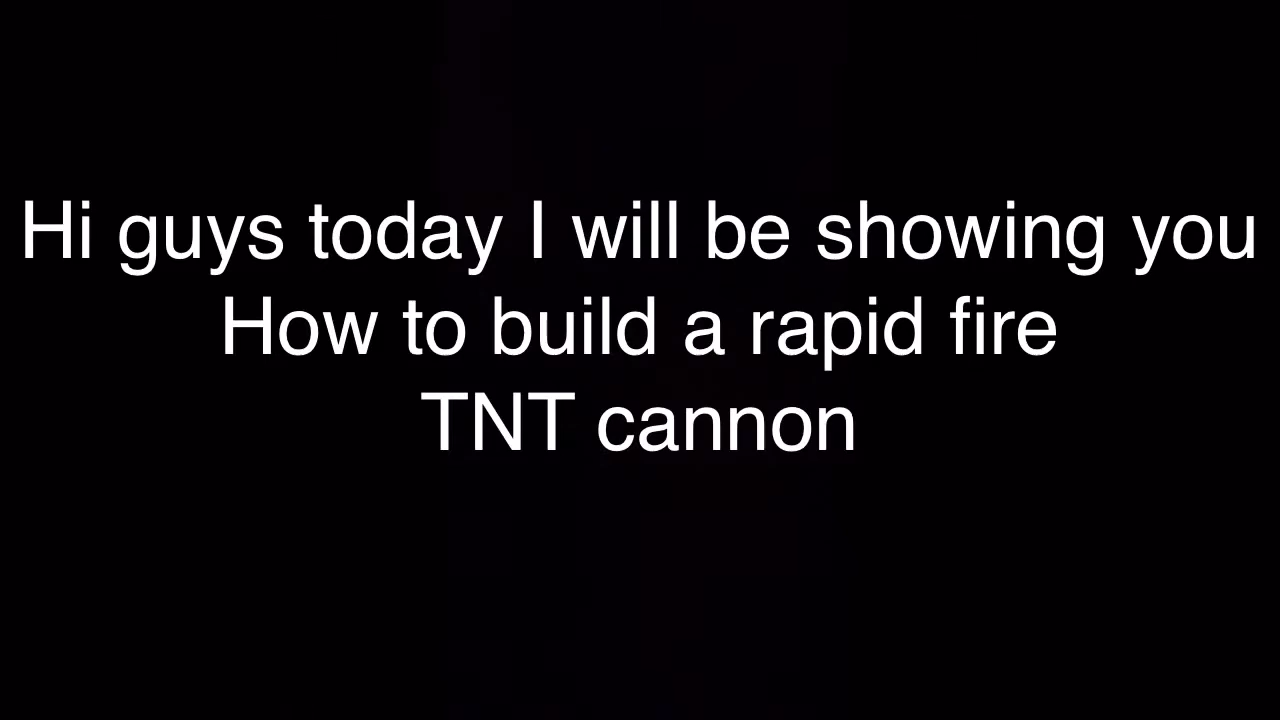 Hi guys today I will be showing you
How to build a rapid fire
TNT cannon